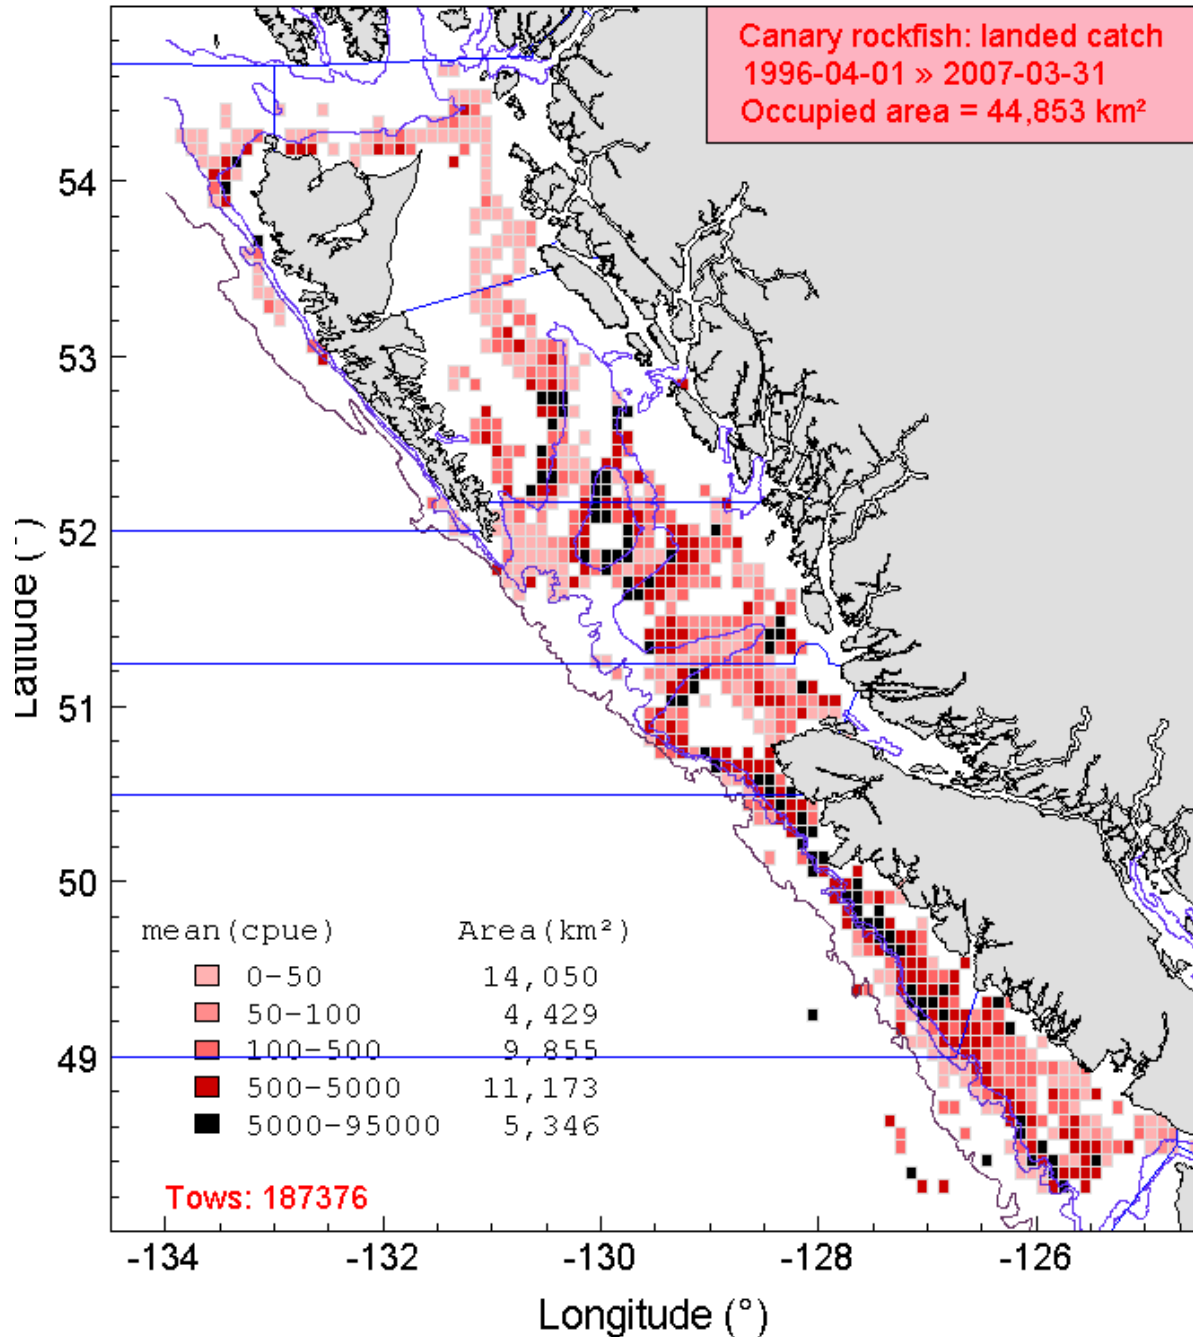 Canary rockfish: landed catch
1996-04-01 » 2007-03-31
Occupied area = 44,853 km²
54
53
52
51
50
49
Latitude (°)
mean(cpue) Area(km²)
0-50 14,050
50-100 4,429
100-500 9,855
500-5000 11,173
5000-95000 5,346
Tows: 187376
-134 -132 -130 -128 -126
Longitude (°)